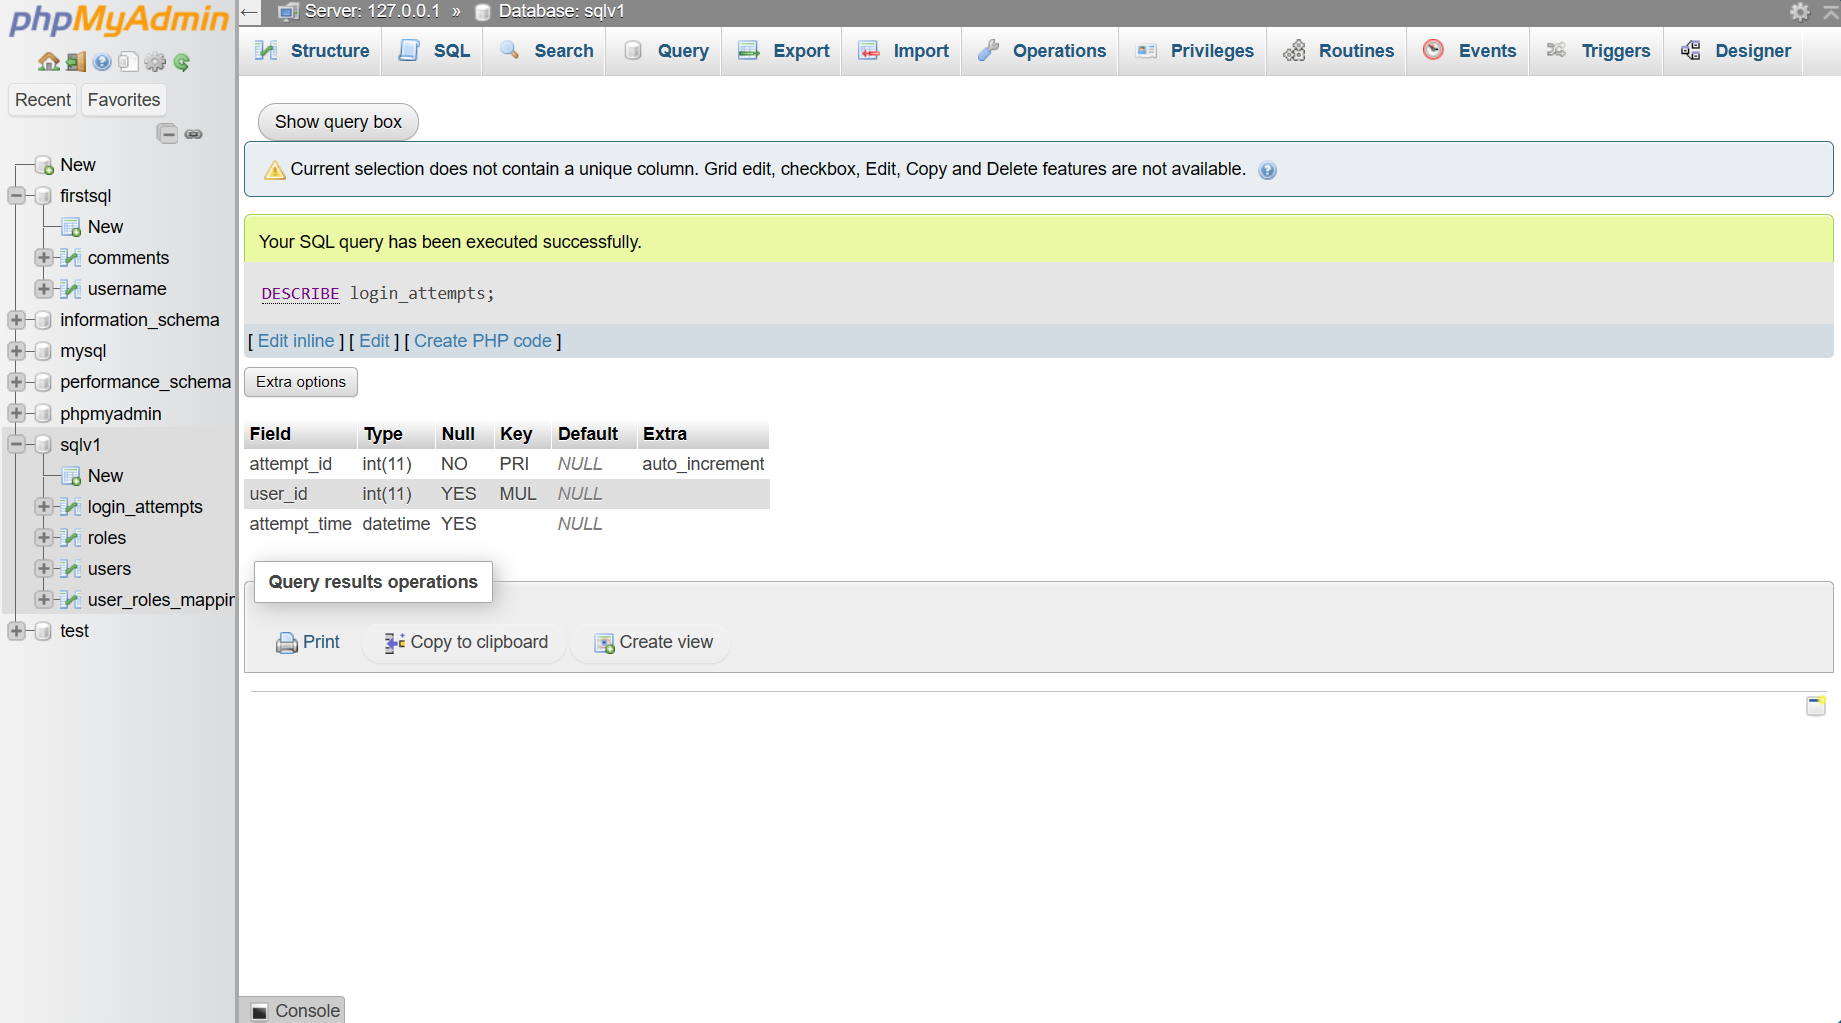 phpMyAdmin
Recent Favorites
New
firstsql
New
comments
username
information_schema
mysql
performance_schema
phpmyadmin
sqlv1
New
login_attempts
roles
users
user_roles_mappin
test
Server: 127.0.0.1 » Database: sqlv1
Structure SQL Search Query Export Import Operations Privileges Routines Events Triggers Designer
Show query box
Current selection does not contain a unique column. Grid edit, checkbox, Edit, Copy and Delete features are not available.
Your SQL query has been executed successfully.
DESCRIBE login_attempts;
[ Edit inline ] [ Edit ] [ Create PHP code ]
Extra options
Field Type Null Key Default Extra
attempt_id int(11) NO PRI NULL auto_increment
user_id int(11) YES MUL NULL
attempt_time datetime YES NULL
Query results operations
Print Copy to clipboard Create view
Console